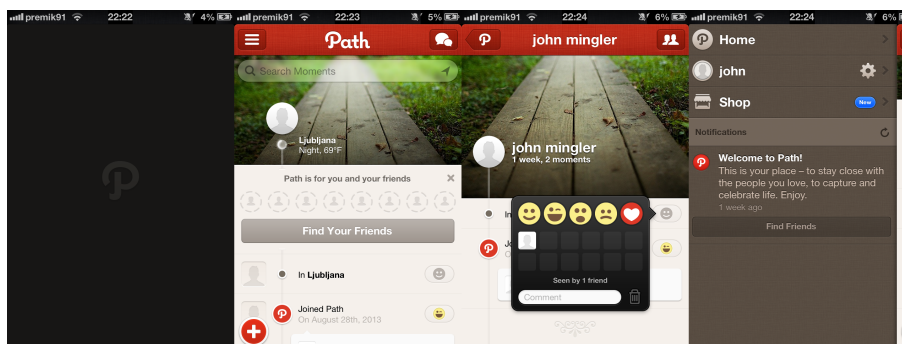 premik91 22:22 4%
premik91 22:23 5%
Path
Search Moments
Ljubljana
Night, 69°F
Path is for you and your friends
Find Your Friends
In Ljubljana
Joined Path
On August 28th, 2013
premik91 22:24 6%
john mingler
john mingler
1 week, 2 moments
In
Seen by 1 friend
Comment
premik91 22:24 6%
Home
john
Shop
New
Notifications
Welcome to Path!
This is your place – to stay close with
the people you love, to capture and
celebrate life. Enjoy.
1 week ago
Find Friends